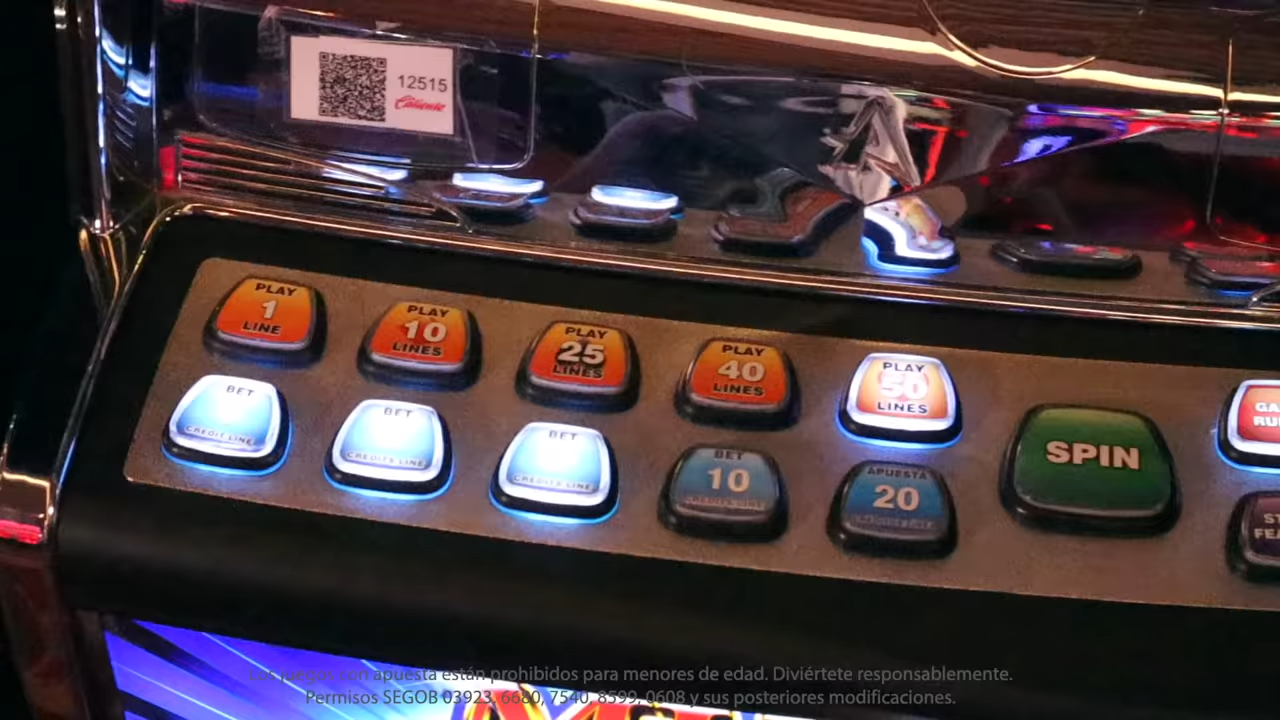 12515
Caliente
PLAY
1
LINE
PLAY
10
LINES
PLAY
25
LINES
PLAY
40
LINES
PLAY
50
LINES
BET
CREDIT/LINE
BET
CREDITS/LINE
BET
CREDITS/LINE
BET
10
CREDITS/LINE
APUESTA
20
SPIN
Los juegos con apuesta están prohibidos para menores de edad. Diviértete responsablemente.
Permisos SEGOB 03923, 6680, 7540, 8599, 0608 y sus posteriores modificaciones.